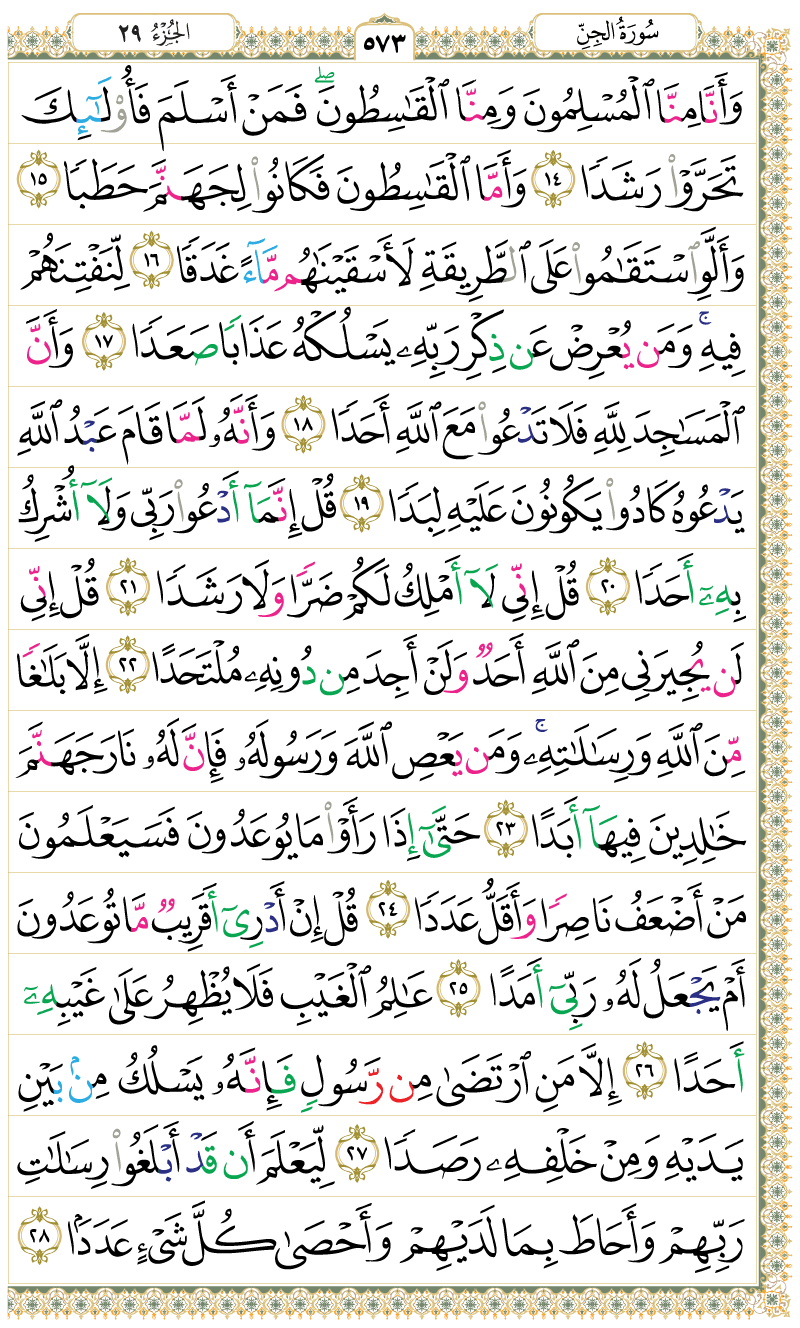 سُورَةُ الجِنِّ ٥٧٣ الجُزْءُ ٢٩
وَأَنَّا مِنَّا ٱلْمُسْلِمُونَ وَمِنَّا ٱلْقَٰسِطُونَۖ فَمَنْ أَسْلَمَ فَأُو۟لَٰٓئِكَ
تَحَرَّوْا۟ رَشَدًا ١٤ وَأَمَّا ٱلْقَٰسِطُونَ فَكَانُوا۟ لِجَهَنَّمَ حَطَبًا ١٥
وَأَلَّوِ ٱسْتَقَٰمُوا۟ عَلَى ٱلطَّرِيقَةِ لَأَسْقَيْنَٰهُم مَّآءً غَدَقًا ١٦ لِّنَفْتِنَهُمْ
فِيهِۚ وَمَن يُعْرِضْ عَن ذِكْرِ رَبِّهِۦ يَسْلُكْهُ عَذَابًا صَعَدًا ١٧ وَأَنَّ
ٱلْمَسَٰجِدَ لِلَّهِ فَلَا تَدْعُوا۟ مَعَ ٱللَّهِ أَحَدًا ١٨ وَأَنَّهُۥ لَمَّا قَامَ عَبْدُ ٱللَّهِ
يَدْعُوهُ كَادُوا۟ يَكُونُونَ عَلَيْهِ لِبَدًا ١٩ قُلْ إِنَّمَآ أَدْعُوا۟ رَبِّى وَلَآ أُشْرِكُ
بِهِۦٓ أَحَدًا ٢٠ قُلْ إِنِّى لَآ أَمْلِكُ لَكُمْ ضَرًّا وَلَا رَشَدًا ٢١ قُلْ إِنِّى
لَن يُجِيرَنِى مِنَ ٱللَّهِ أَحَدٌ وَلَنْ أَجِدَ مِن دُونِهِۦ مُلْتَحَدًا ٢٢ إِلَّا بَلَٰغًا
مِّنَ ٱللَّهِ وَرِسَٰلَٰتِهِۦۚ وَمَن يَعْصِ ٱللَّهَ وَرَسُولَهُۥ فَإِنَّ لَهُۥ نَارَ جَهَنَّمَ
خَٰلِدِينَ فِيهَآ أَبَدًا ٢٣ حَتَّىٰٓ إِذَا رَأَوْا۟ مَا يُوعَدُونَ فَسَيَعْلَمُونَ
مَنْ أَضْعَفُ نَاصِرًا وَأَقَلُّ عَدَدًا ٢٤ قُلْ إِنْ أَدْرِىٓ أَقَرِيبٌ مَّا تُوعَدُونَ
أَمْ يَجْعَلُ لَهُۥ رَبِّىٓ أَمَدًا ٢٥ عَٰلِمُ ٱلْغَيْبِ فَلَا يُظْهِرُ عَلَىٰ غَيْبِهِۦٓ
أَحَدًا ٢٦ إِلَّا مَنِ ٱرْتَضَىٰ مِن رَّسُولٍ فَإِنَّهُۥ يَسْلُكُ مِنۢ بَيْنِ
يَدَيْهِ وَمِنْ خَلْفِهِۦ رَصَدًا ٢٧ لِّيَعْلَمَ أَن قَدْ أَبْلَغُوا۟ رِسَٰلَٰتِ
رَبِّهِمْ وَأَحَاطَ بِمَا لَدَيْهِمْ وَأَحْصَىٰ كُلَّ شَىْءٍ عَدَدًۢا ٢٨